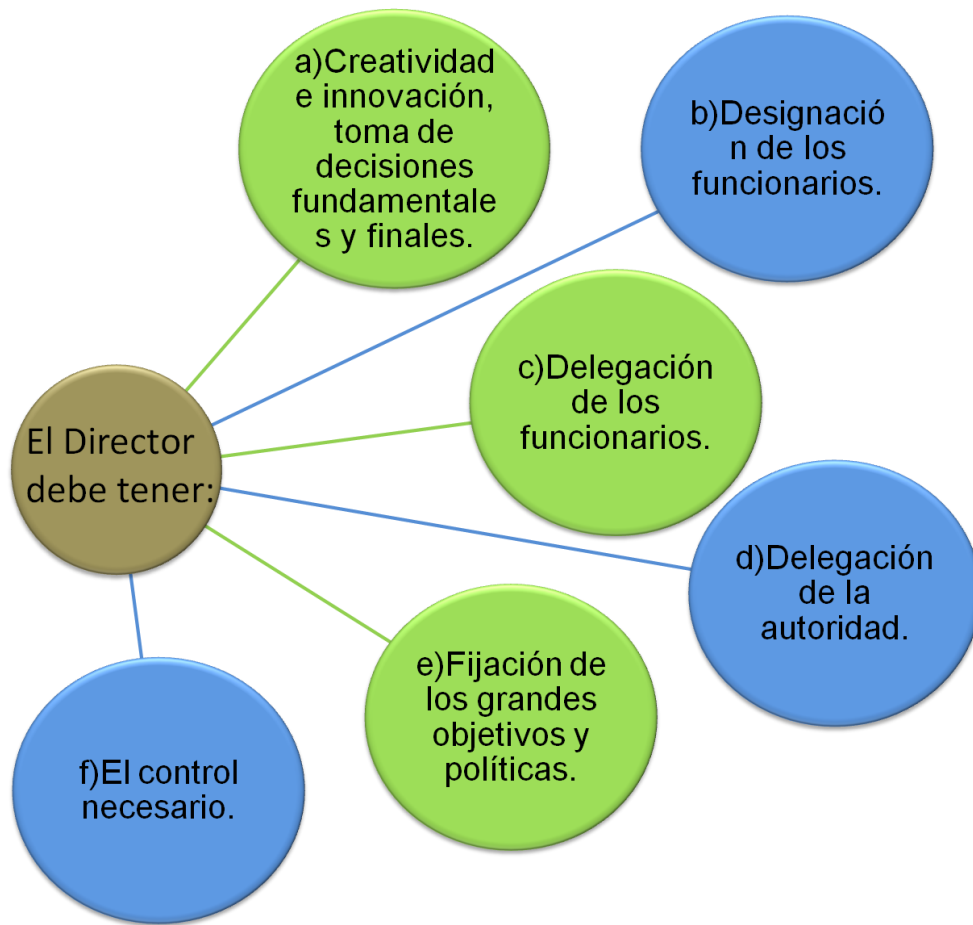 a)Creatividad
e innovación,
toma de
decisiones
fundamentale
s y finales.
b)Designació
n de los
funcionarios.
c)Delegación
de los
funcionarios.
El Director
debe tener:
d)Delegación
de la
autoridad.
e)Fijación de
los grandes
objetivos y
políticas.
f)El control
necesario.